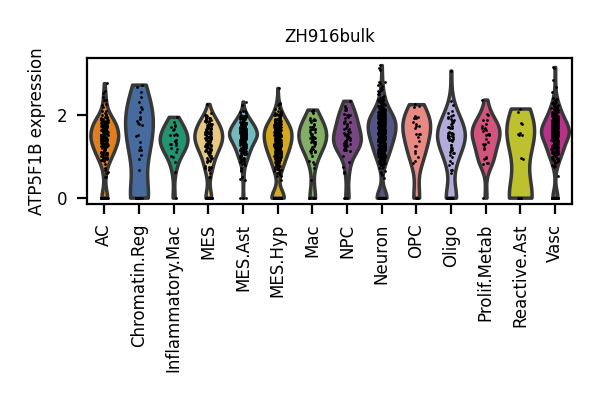 ZH916bulk
ATP5F1B expression
2
0
AC
Chromatin.Reg
Inflammatory.Mac
MES
MES.Ast
MES.Hyp
Mac
NPC
Neuron
OPC
Oligo
Prolif.Metab
Reactive.Ast
Vasc